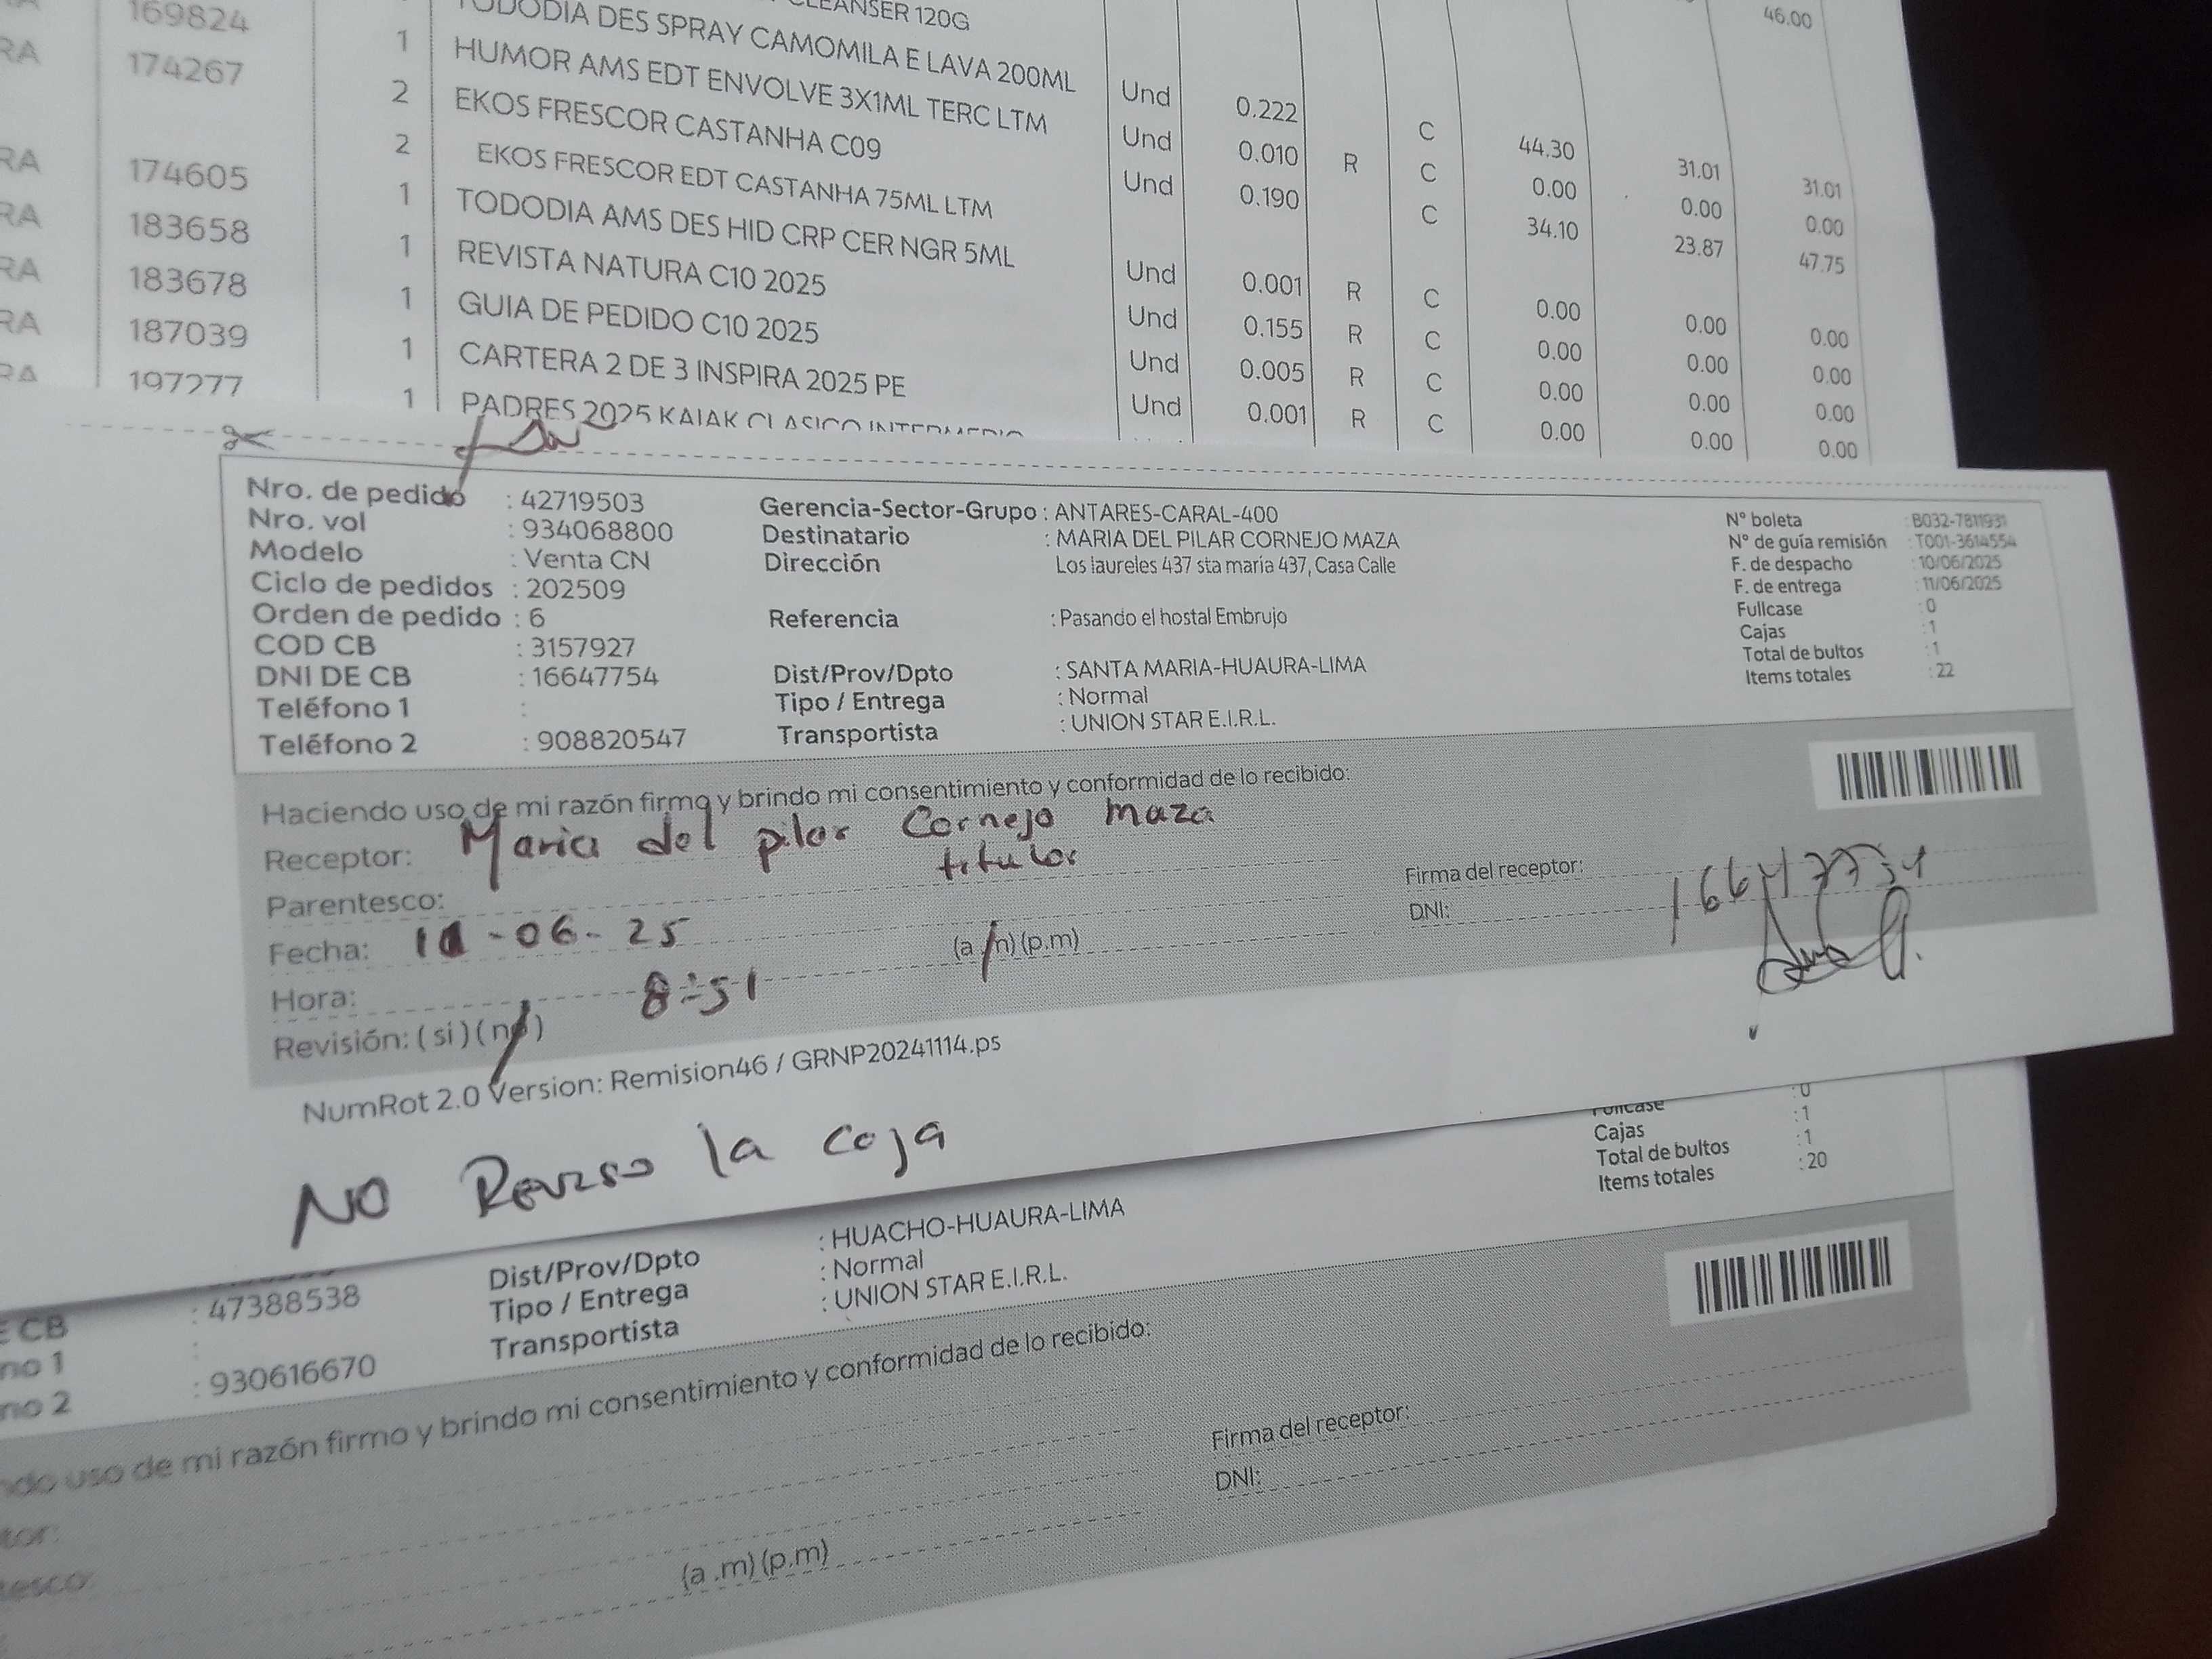 169824
CLEANSER 120G
46.00
RA 174267 1 TODODIA DES SPRAY CAMOMILA E LAVA 200ML Und 0.222 C 44.30 31.01 31.01
2 HUMOR AMS EDT ENVOLVE 3X1ML TERC LTM Und 0.010 R C 0.00 0.00 0.00
RA 174605 2 EKOS FRESCOR CASTANHA C09 Und 0.190 C 34.10 23.87 47.75
EKOS FRESCOR EDT CASTANHA 75ML LTM
RA 183658 1 TODODIA AMS DES HID CRP CER NGR 5ML Und 0.001 R C 0.00 0.00 0.00
RA 183678 1 REVISTA NATURA C10 2025 Und 0.155 R C 0.00 0.00 0.00
RA 187039 1 GUIA DE PEDIDO C10 2025 Und 0.005 R C 0.00 0.00 0.00
RA 197277 1 CARTERA 2 DE 3 INSPIRA 2025 PE Und 0.001 R C 0.00 0.00 0.00
1 PADRES 2025 KAIAK CLASICO INTERMEDIO
Nro. de pedido : 42719503 Gerencia-Sector-Grupo : ANTARES-CARAL-400 N° boleta : B032-7811931
Nro. vol : 934068800 Destinatario : MARIA DEL PILAR CORNEJO MAZA N° de guía remisión : T001-3614554
Modelo : Venta CN Dirección Los laureles 437 sta maría 437, Casa Calle F. de despacho : 10/06/2025
Ciclo de pedidos : 202509 F. de entrega : 11/06/2025
Orden de pedido : 6 Referencia : Pasando el hostal Embrujo Fullcase : 0
COD CB : 3157927 Cajas : 1
DNI DE CB : 16647754 Dist/Prov/Dpto : SANTA MARIA-HUAURA-LIMA Total de bultos : 1
Teléfono 1 : Tipo / Entrega : Normal Items totales : 22
Teléfono 2 : 908820547 Transportista : UNION STAR E.I.R.L.
Haciendo uso de mi razón firmo y brindo mi consentimiento y conformidad de lo recibido:
Receptor: Maria del pilar Cornejo maza
Parentesco: titular Firma del receptor: 16647754
Fecha: 11-06-25 DNI:
Hora: 8:51 (a.m) (p.m)
Revisión: ( si ) ( no )
NumRot 2.0 Version: Remision46 / GRNP20241114.ps
NO Reviso la caja
Fullcase : 0
Cajas : 1
Total de bultos : 1
Items totales : 20
Dist/Prov/Dpto : HUACHO-HUAURA-LIMA
E CB : 47388538 Tipo / Entrega : Normal
no 1 : Transportista : UNION STAR E.I.R.L.
no 2 : 930616670
ndo uso de mi razón firmo y brindo mi consentimiento y conformidad de lo recibido:
tor: Firma del receptor:
tesco: DNI:
(a .m) (p.m)